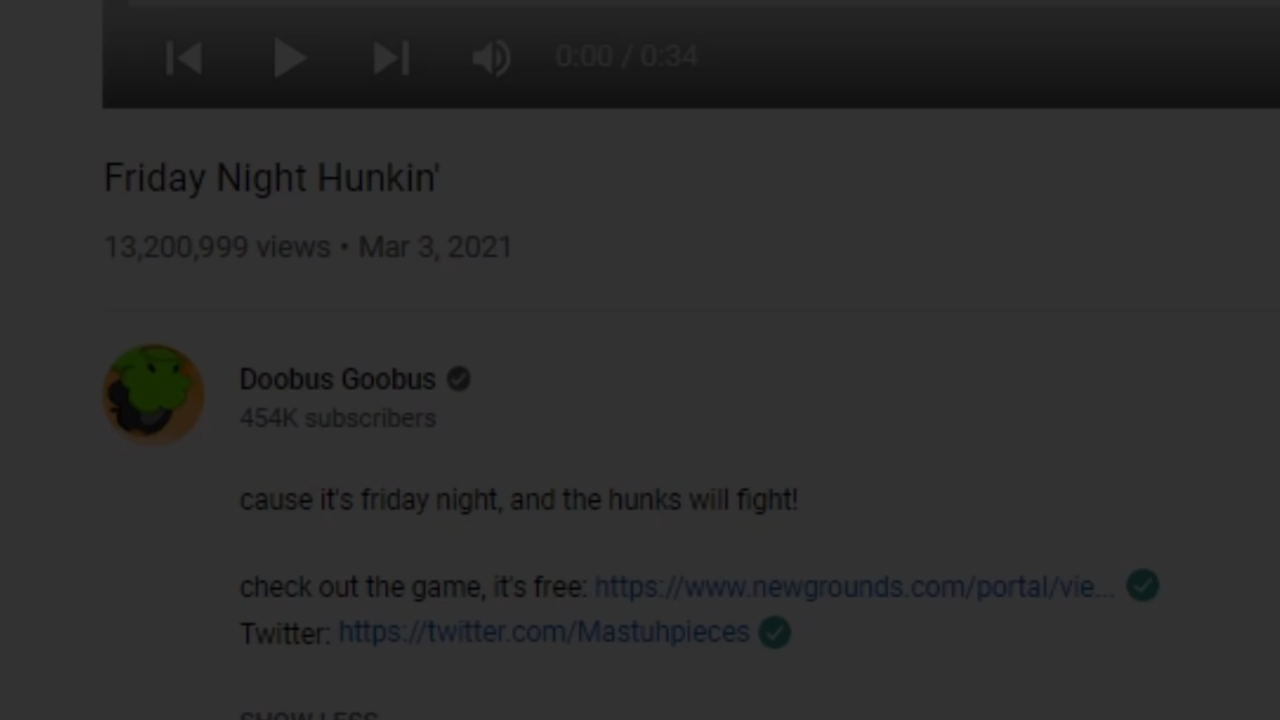 0:00 / 0:34
Friday Night Hunkin'
13,200,999 views • Mar 3, 2021
Doobus Goobus
454K subscribers
cause it's friday night, and the hunks will fight!
check out the game, it's free: https://www.newgrounds.com/portal/vie...
Twitter: https://twitter.com/Mastuhpieces
SHOW LESS